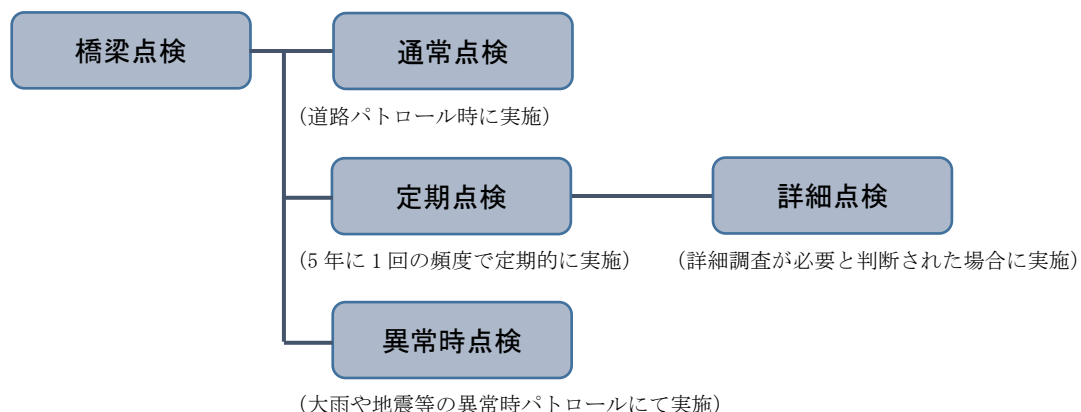 橋梁点検
通常点検
(道路パトロール時に実施)
定期点検
詳細点検
(5年に1回の頻度で定期的に実施)
(詳細調査が必要と判断された場合に実施)
異常時点検
(大雨や地震等の異常時パトロールにて実施)